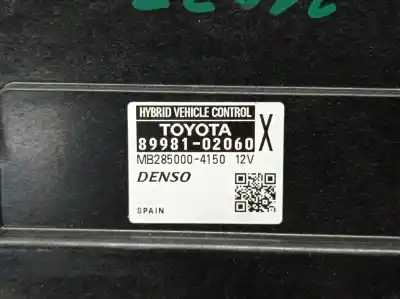 HYBRID VEHICLE CONTROL
TOYOTA
89981-02060 X
MB285000-4150 12V
DENSO
SPAIN